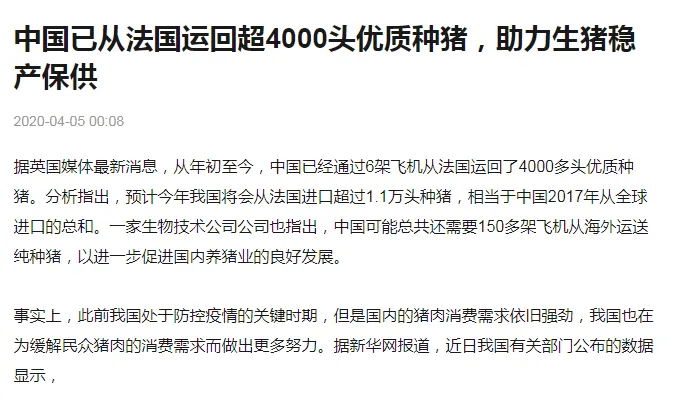 中国已从法国运回超4000头优质种猪，助力生猪稳
产保供
2020-04-05 00:08
据英国媒体最新消息，从年初至今，中国已经通过6架飞机从法国运回了4000多头优质种
猪。分析指出，预计今年我国将会从法国进口超过1.1万头种猪，相当于中国2017年从全球
进口的总和。一家生物技术公司公司也指出，中国可能总共还需要150多架飞机从海外运送
纯种猪，以进一步促进国内养猪业的良好发展。
事实上，此前我国处于防控疫情的关键时期，但是国内的猪肉消费需求依旧强劲，我国也在
为缓解民众猪肉的消费需求而做出更多努力。据新华网报道，近日我国有关部门公布的数据
显示，